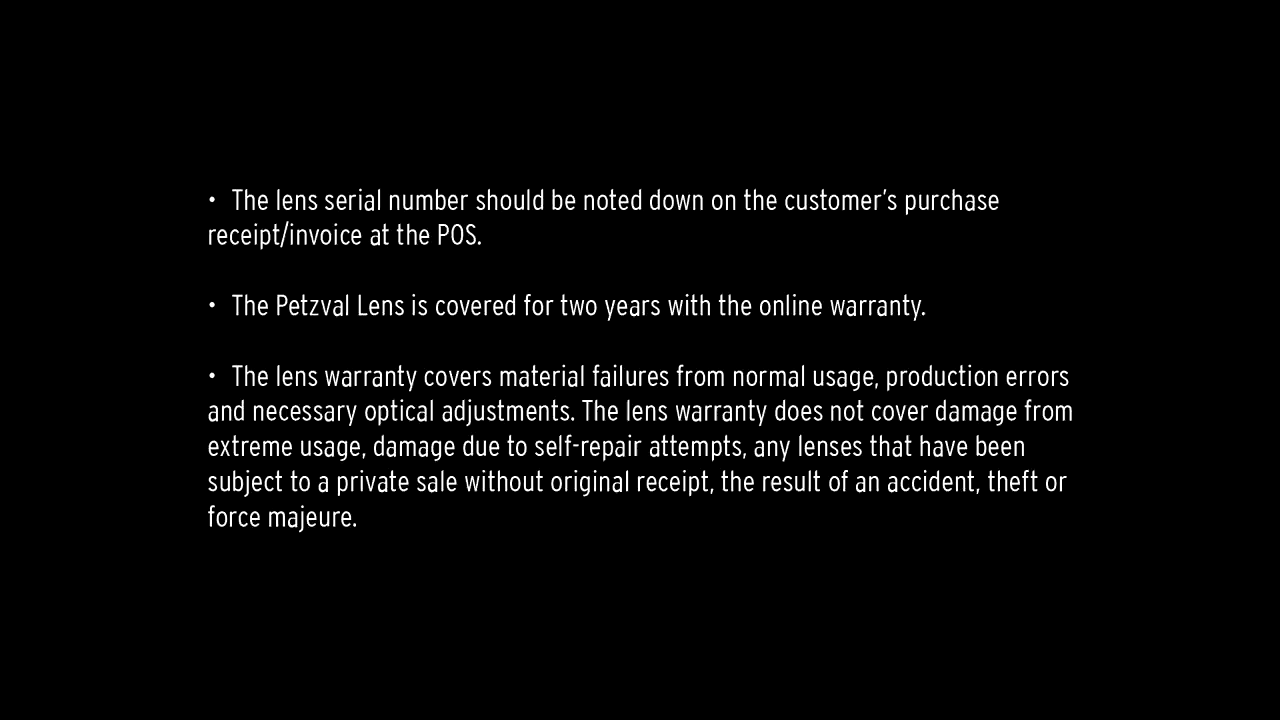 • The lens serial number should be noted down on the customer’s purchase
receipt/invoice at the POS.
• The Petzval Lens is covered for two years with the online warranty.
• The lens warranty covers material failures from normal usage, production errors
and necessary optical adjustments. The lens warranty does not cover damage from
extreme usage, damage due to self-repair attempts, any lenses that have been
subject to a private sale without original receipt, the result of an accident, theft or
force majeure.